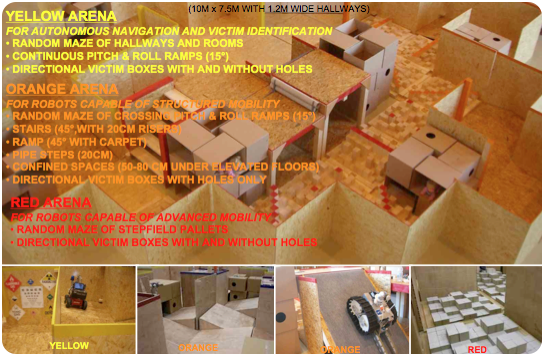 (10M x 7.5M WITH 1.2M WIDE HALLWAYS)
YELLOW ARENA
FOR AUTONOMOUS NAVIGATION AND VICTIM IDENTIFICATION
• RANDOM MAZE OF HALLWAYS AND ROOMS
• CONTINUOUS PITCH & ROLL RAMPS (15°)
• DIRECTIONAL VICTIM BOXES WITH AND WITHOUT HOLES
ORANGE ARENA
FOR ROBOTS CAPABLE OF STRUCTURED MOBILITY
• RANDOM MAZE OF CROSSING PITCH & ROLL RAMPS (15°)
• STAIRS (45°,WITH 20CM RISERS)
• RAMP (45° WITH CARPET)
• PIPE STEPS (20CM)
• CONFINED SPACES (50-80 CM UNDER ELEVATED FLOORS)
• DIRECTIONAL VICTIM BOXES WITH HOLES ONLY
RED ARENA
FOR ROBOTS CAPABLE OF ADVANCED MOBILITY
• RANDOM MAZE OF STEPFIELD PALLETS
• DIRECTIONAL VICTIM BOXES WITH AND WITHOUT HOLES
YELLOW
ORANGE
ORANGE
RED